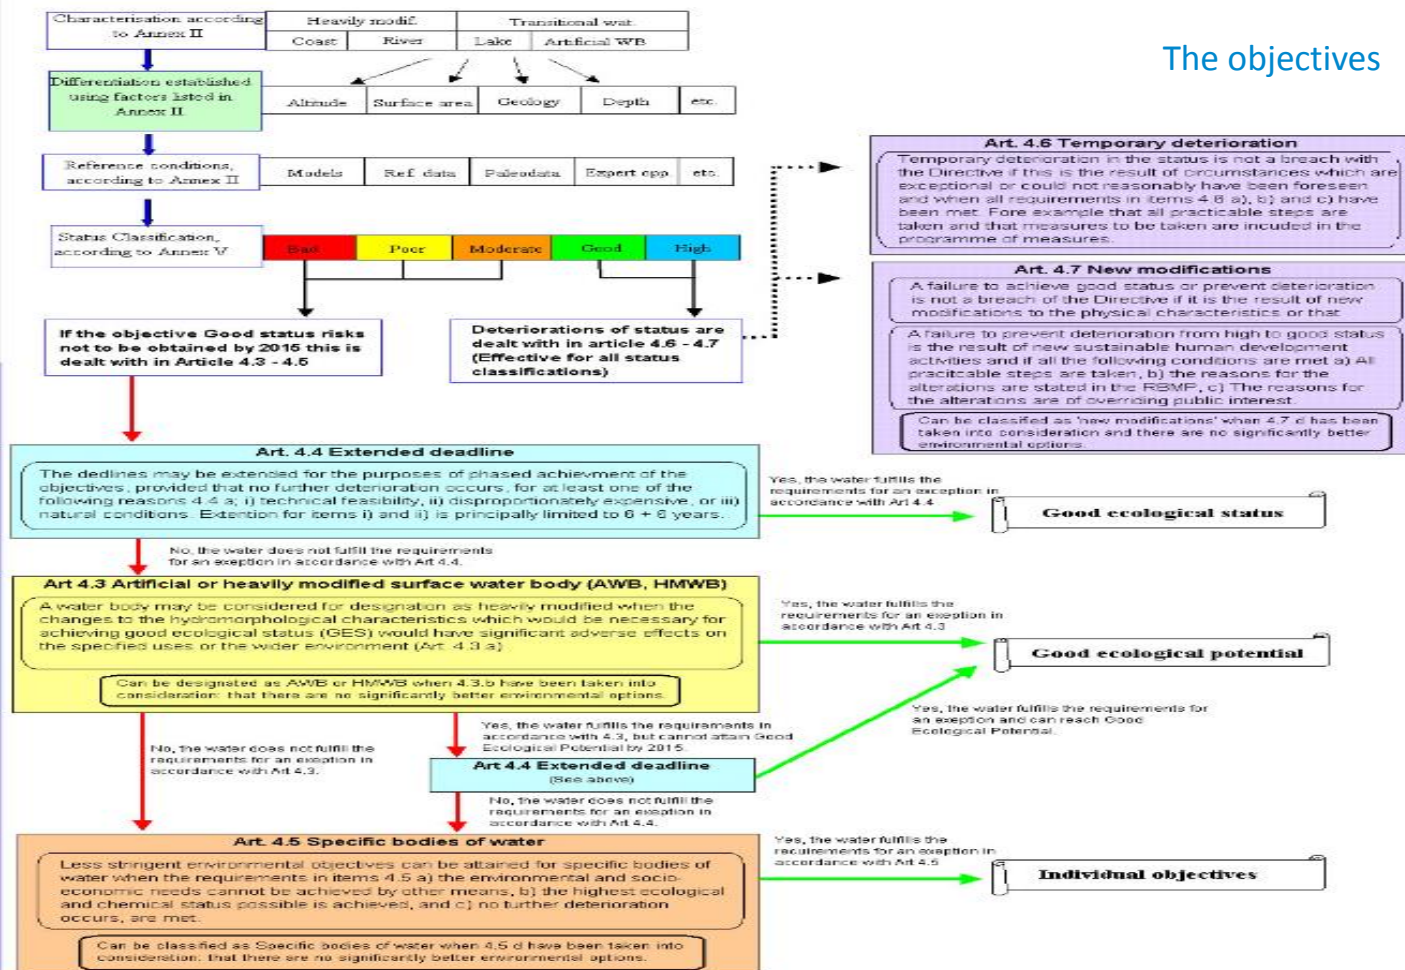 The objectives
Characterisation according
to Annex II
Heavily modif.
Transitional wat.
Coast
River
Lake
Artificial WB
Differentiation established
using factors listed in
Annex II
Altitude
Surface area
Geology
Depth
etc.
Reference conditions,
according to Annex II
Models
Ref. data
Paleodata
Expert opp.
etc.
Status Classification,
according to Annex V
Bad
Poor
Moderate
Good
High
If the objective Good status risks
not to be obtained by 2015 this is
dealt with in Article 4.3 - 4.5
Deteriorations of status are
dealt with in article 4.6 - 4.7
(Effective for all status
classifications)
Art. 4.6 Temporary deterioration
Temporary deterioration in the status is not a breach with
the Directive if this is the result of circumstances which are
exceptional or could not reasonably have been foreseen
and when all requirements in items 4.6 a), b) and c) have
been met. Fore example that all practicable steps are
taken and that measures to be taken are incuded in the
programme of measures.
Art. 4.7 New modifications
A failure to achieve good status or prevent deterioration
is not a breach of the Directive if it is the result of new
modifications to the physical characteristics or that
A failure to prevent deterioration from high to good status
is the result of new sustainable human development
activities and if all the following conditions are met a) All
pracitcable steps are taken, b) the reasons for the
alterations are stated in the RBMP, c) The reasons for
the alterations are of overriding public interest.
Can be classified as 'new modifications' when 4.7 d has been
taken into consideration and there are no significantly better
environmental options.
Art. 4.4 Extended deadline
The dedlines may be extended for the purposes of phased achievment of the
objectives, provided that no further deterioration occurs, for at least one of the
following reasons 4.4 a; i) technical feasibility, ii) disproportionately expensive, or iii)
natural conditions. Extention for items i) and ii) is principally limited to 6 + 6 years.
Yes, the water fulfills the
requirements for an exception in
accordance with Art 4.4
Good ecological status
No, the water does not fulfill the requirements
for an exeption in accordance with Art 4.4.
Art 4.3 Artificial or heavily modified surface water body (AWB, HMWB)
A water body may be considered for designation as heavily modified when the
changes to the hydromorphological characteristics which would be necessary for
achieving good ecological status (GES) would have significant adverse effects on
the specified uses or the wider environment (Art. 4.3 a)
Can be designated as AWB or HMWB when 4.3.b have been taken into
consideration: that there are no significantly better environmental options.
Yes, the water fulfills the
requirements for an exeption in
accordance with Art 4.3
Good ecological potential
No, the water does not fulfill the
requirements for an exeption in
accordance with Art 4.3.
Yes, the water fulfills the requirements in
accordance with 4.3, but cannot attain Good
Ecological Potential by 2015.
Yes, the water fulfills the requirements for
an exeption and can reach Good
Ecological Potential.
Art 4.4 Extended deadline
(See above)
No, the water does not fulfill the
requirements for an exeption in
accordance with Art 4.4.
Art. 4.5 Specific bodies of water
Less stringent environmental objectives can be attained for specific bodies of
water when the requirements in items 4.5 a) the environmental and socio-
economic needs cannot be achieved by other means, b) the highest ecological
and chemical status possible is achieved, and c) no further deterioration
occurs, are met.
Can be classified as Specific bodies of water when 4.5 d have been taken into
consideration: that there are no significantly better environmental options.
Yes, the water fulfills the
requirements for an exeption in
accordance with Art 4.5
Individual objectives